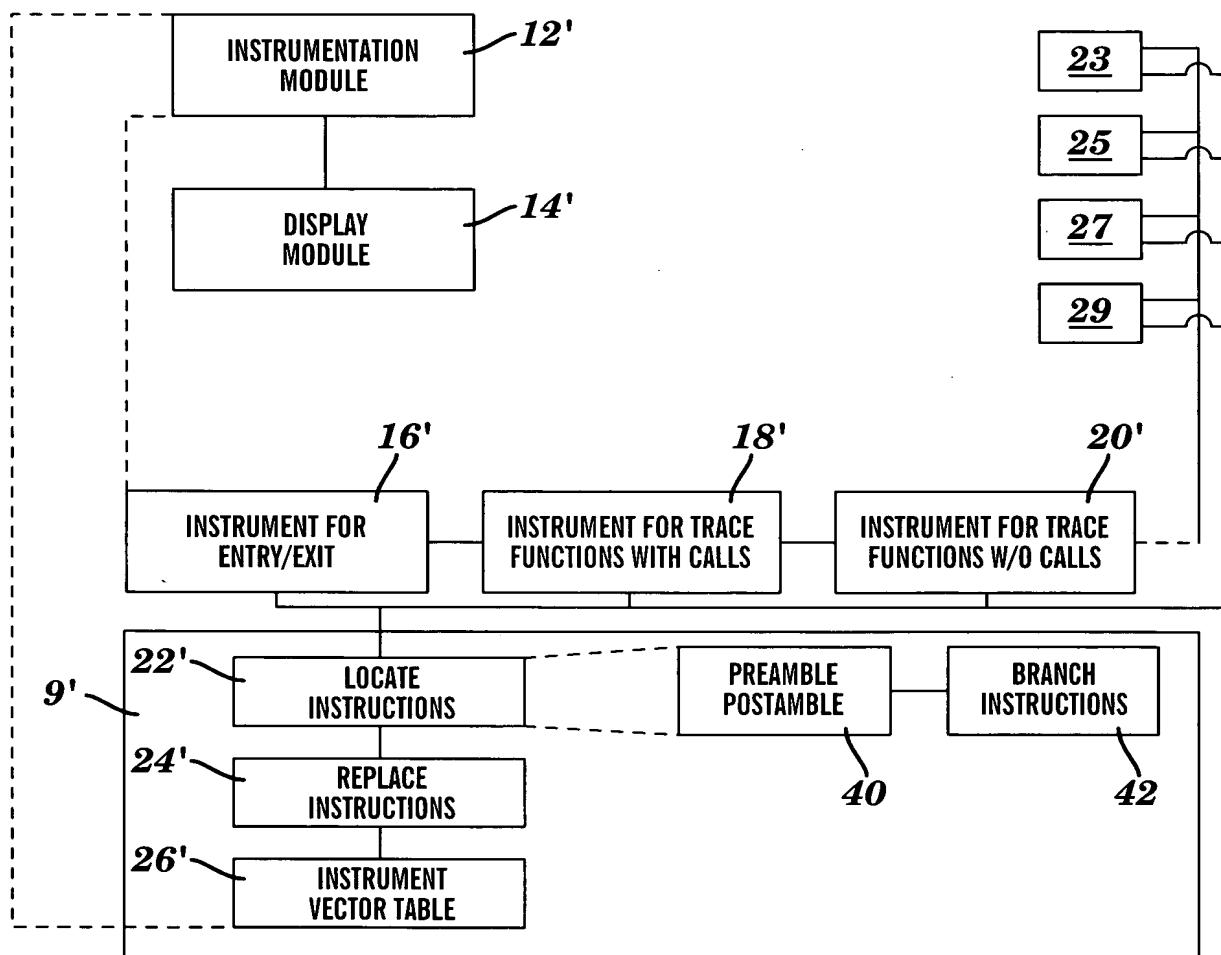 INSTRUMENTATION
MODULE
12'
DISPLAY
MODULE
14'
23
25
27
29
16'
18'
20'
INSTRUMENT FOR
ENTRY/EXIT
INSTRUMENT FOR TRACE
FUNCTIONS WITH CALLS
INSTRUMENT FOR TRACE
FUNCTIONS W/O CALLS
9'
22'
LOCATE
INSTRUCTIONS
PREAMBLE
POSTAMBLE
40
BRANCH
INSTRUCTIONS
42
24'
REPLACE
INSTRUCTIONS
26'
INSTRUMENT
VECTOR TABLE